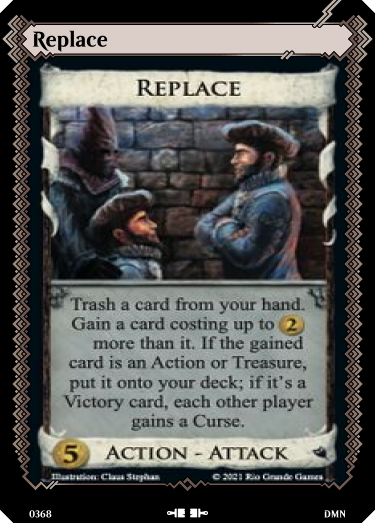 Replace
REPLACE
Trash a card from your hand.
Gain a card costing up to 2
more than it. If the gained
card is an Action or Treasure,
put it onto your deck; if it's a
Victory card, each other player
gains a Curse.
5 ACTION - ATTACK
Illustration: Claus Stephan © 2021 Rio Grande Games
0368 DMN